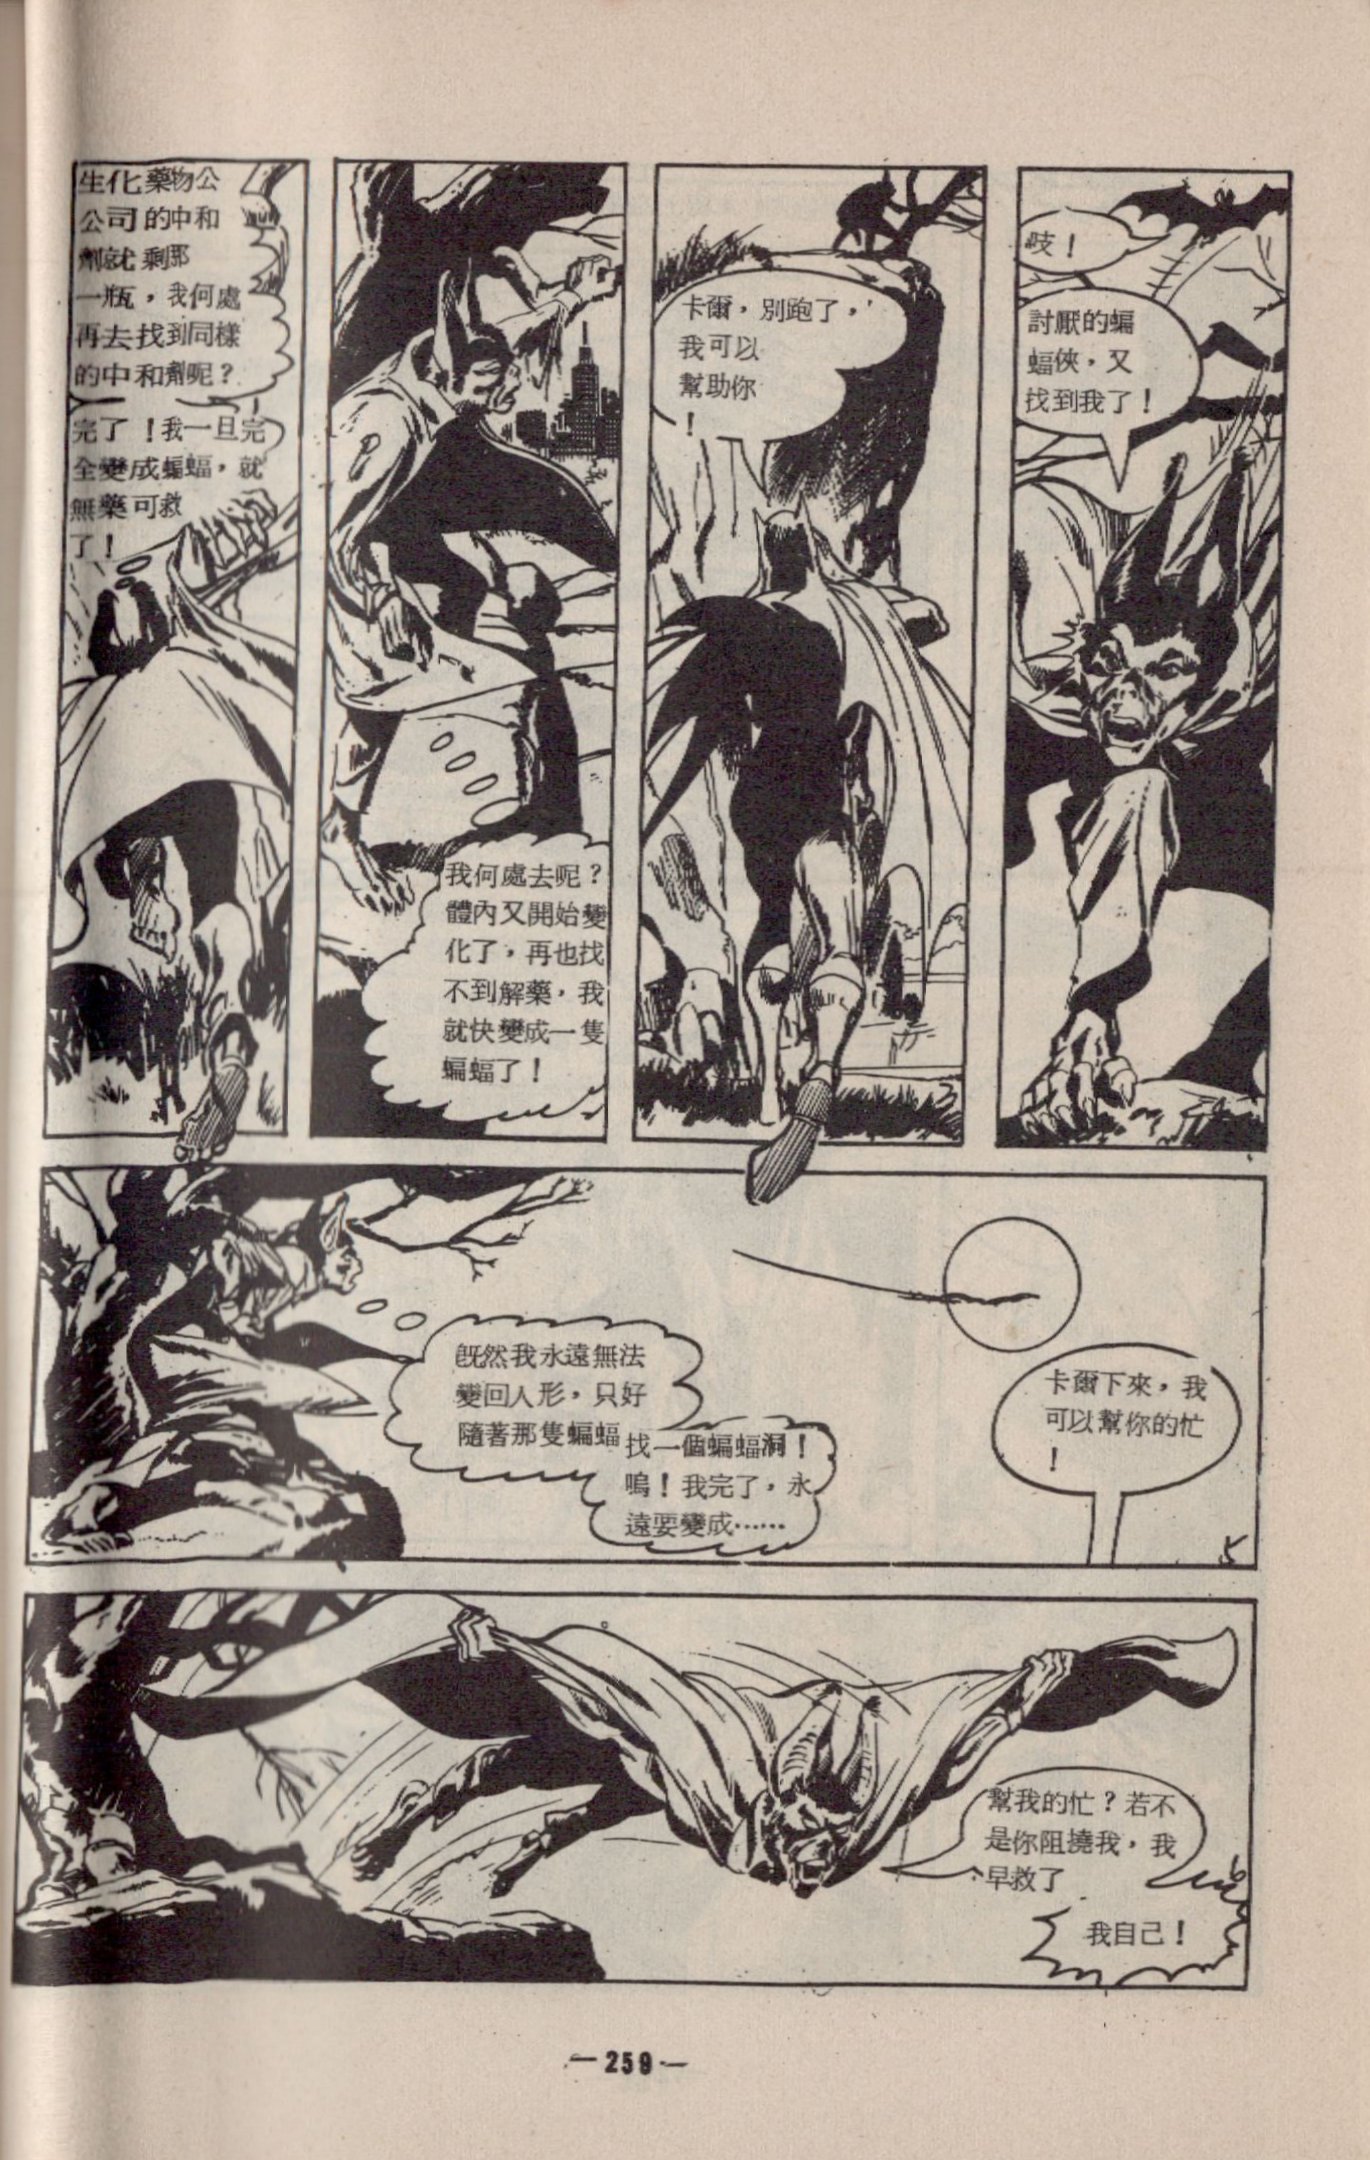 生化藥物公
公司的中和
劑就剩那
一瓶，我何處
再去找到同樣
的中和劑呢？
完了！我一旦完
全變成蝙蝠，就
無藥可救
了！
我何處去呢？
體內又開始變
化了，再也找
不到解藥，我
就快變成一隻
蝙蝠了！
卡爾，別跑了，
我可以
幫助你
！
吱！
討厭的蝙
蝠俠，又
找到我了！
既然我永遠無法
變回人形，只好
隨著那隻蝙蝠
找一個蝙蝠洞！
嗚！我完了，永
遠要變成……
卡爾下來，我
可以幫你的忙
！
5
幫我的忙？若不
是你阻撓我，我
早救了
我自己！
6
—259—